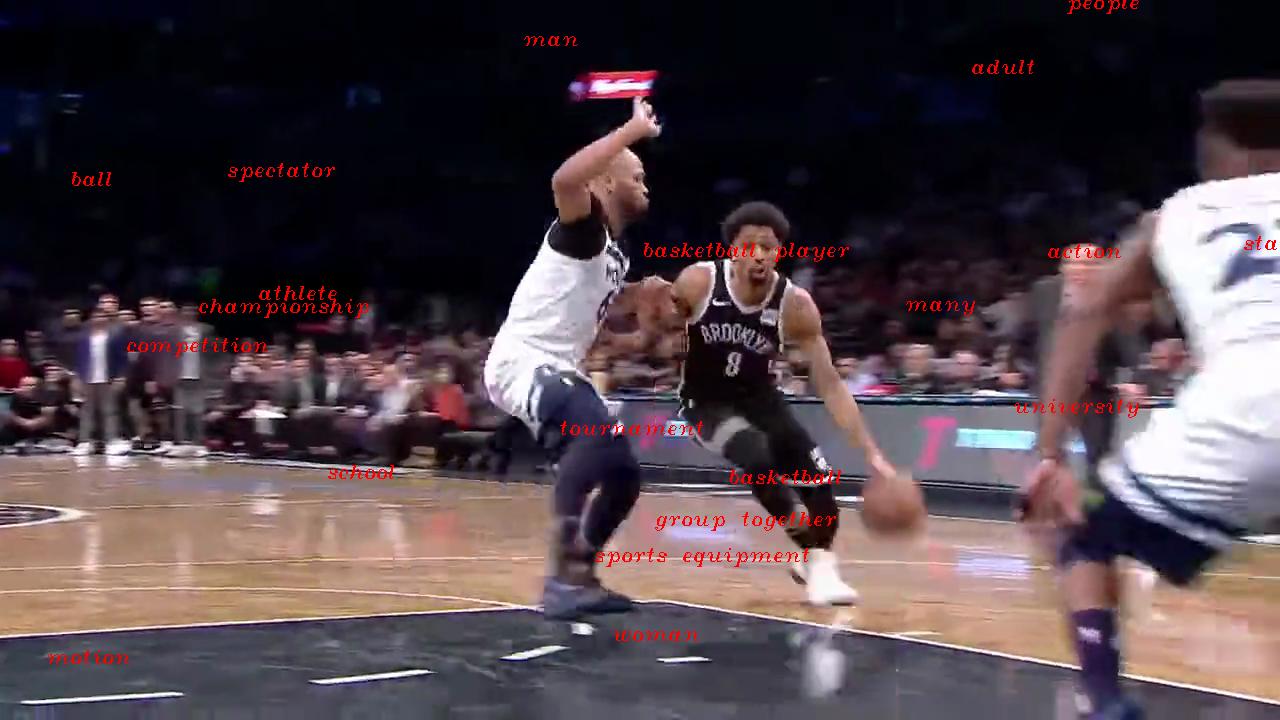 people
man
adult
spectator
ball
basketball player
action
sta
athlete
many
championship
BROOKLYN
competition
8
university
tournament
T
school
basketball
group together
sports equipment
woman
motion